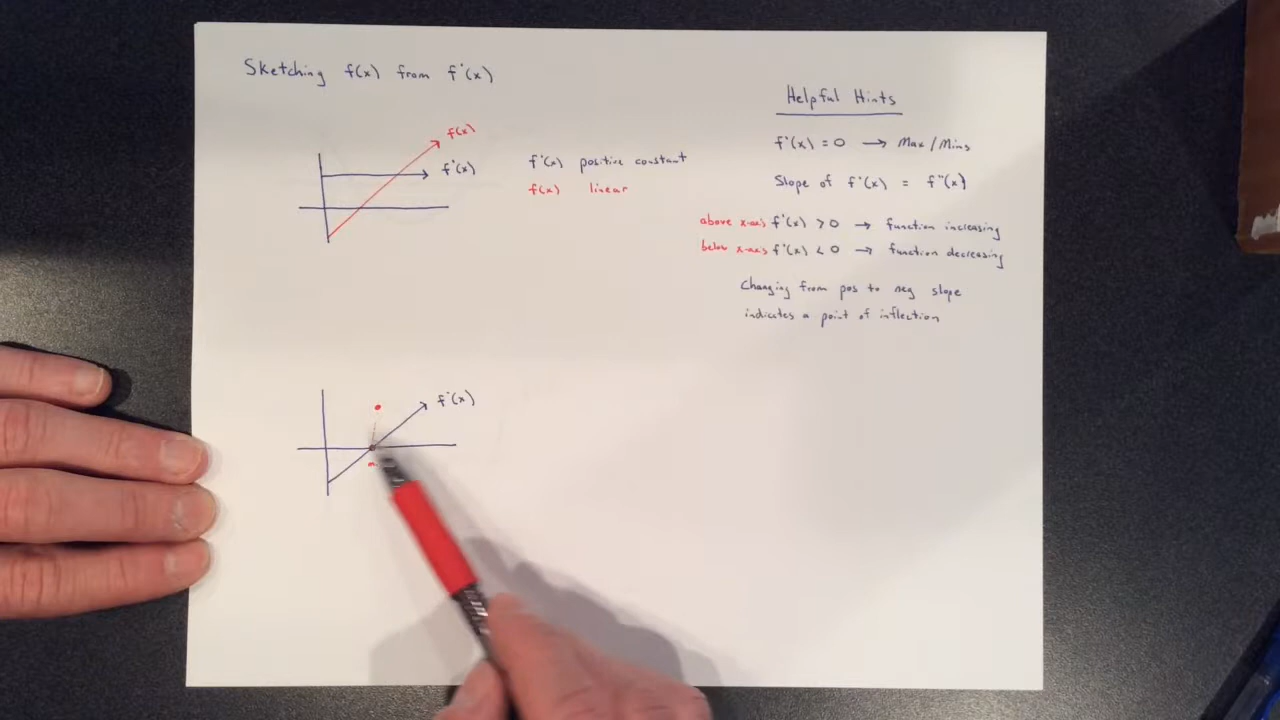 Sketching f(x) from f'(x)
f(x)
f'(x)
f'(x) positive constant
f(x) linear
Helpful Hints
f'(x) = 0 → Max/Mins
Slope of f'(x) = f"(x)
above x-axis f'(x) > 0 → function increasing
below x-axis f'(x) < 0 → function decreasing
Changing from pos to neg slope
indicates a point of inflection
f'(x)